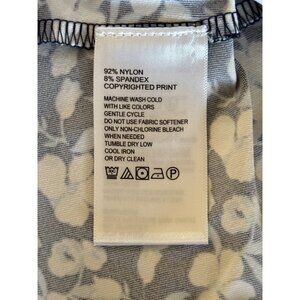 92% NYLON
8% SPANDEX
COPYRIGHTED PRINT
MACHINE WASH COLD
WITH LIKE COLORS
GENTLE CYCLE
DO NOT USE FABRIC SOFTENER
ONLY NON-CHLORINE BLEACH
WHEN NEEDED
TUMBLE DRY LOW
COOL IRON
OR DRY CLEAN